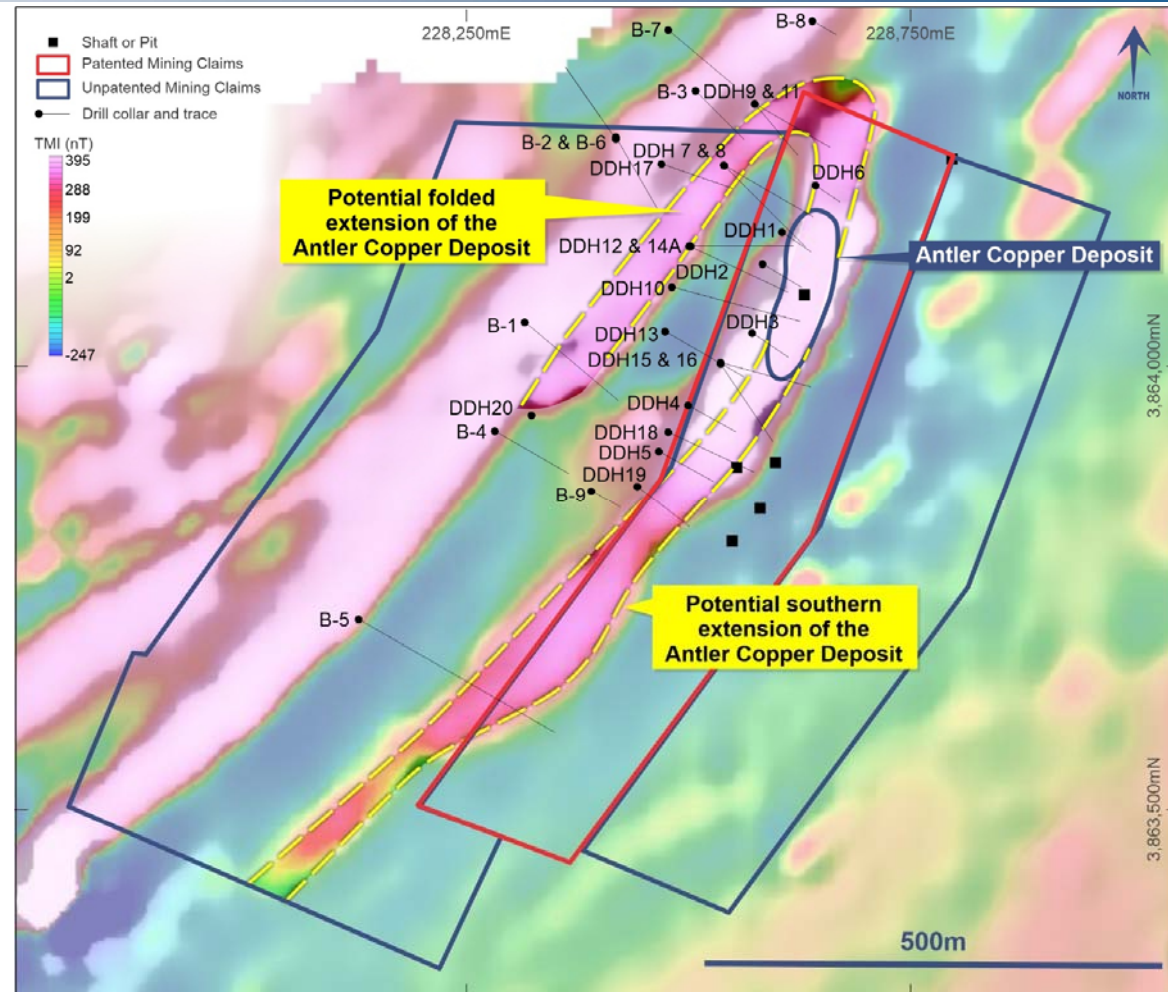 228,250mE
228,750mE
Shaft or Pit
Patented Mining Claims
Unpatented Mining Claims
Drill collar and trace
TMI (nT)
395
288
199
92
2
-247
NORTH
B-7
B-8
B-3
DDH9 & 11
B-2 & B-6
DDH 7 & 8
DDH17
DDH6
Potential folded
extension of the
Antler Copper Deposit
DDH1
DDH12 & 14A
Antler Copper Deposit
DDH2
DDH10
B-1
DDH13
DDH3
DDH15 & 16
3,864,000mN
DDH4
DDH20
B-4
DDH18
DDH5
DDH19
B-9
Potential southern
extension of the
Antler Copper Deposit
B-5
3,863,500mN
500m